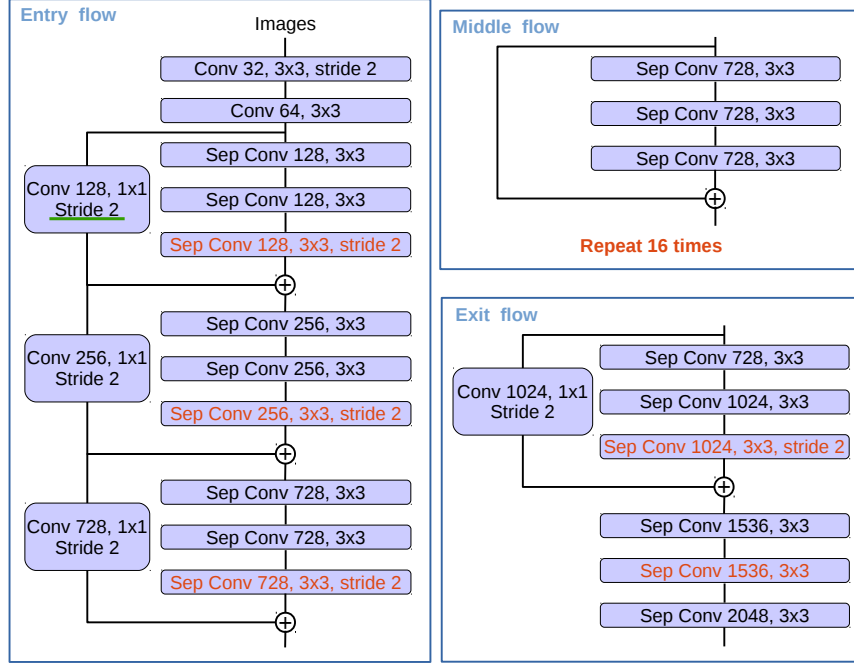 Entry flow
Images
Conv 32, 3x3, stride 2
Conv 64, 3x3
Sep Conv 128, 3x3
Conv 128, 1x1
Stride 2
Sep Conv 128, 3x3
Sep Conv 128, 3x3, stride 2
Sep Conv 256, 3x3
Conv 256, 1x1
Stride 2
Sep Conv 256, 3x3
Sep Conv 256, 3x3, stride 2
Sep Conv 728, 3x3
Conv 728, 1x1
Stride 2
Sep Conv 728, 3x3
Sep Conv 728, 3x3, stride 2
Middle flow
Sep Conv 728, 3x3
Sep Conv 728, 3x3
Sep Conv 728, 3x3
Repeat 16 times
Exit flow
Sep Conv 728, 3x3
Conv 1024, 1x1
Stride 2
Sep Conv 1024, 3x3
Sep Conv 1024, 3x3, stride 2
Sep Conv 1536, 3x3
Sep Conv 1536, 3x3
Sep Conv 2048, 3x3